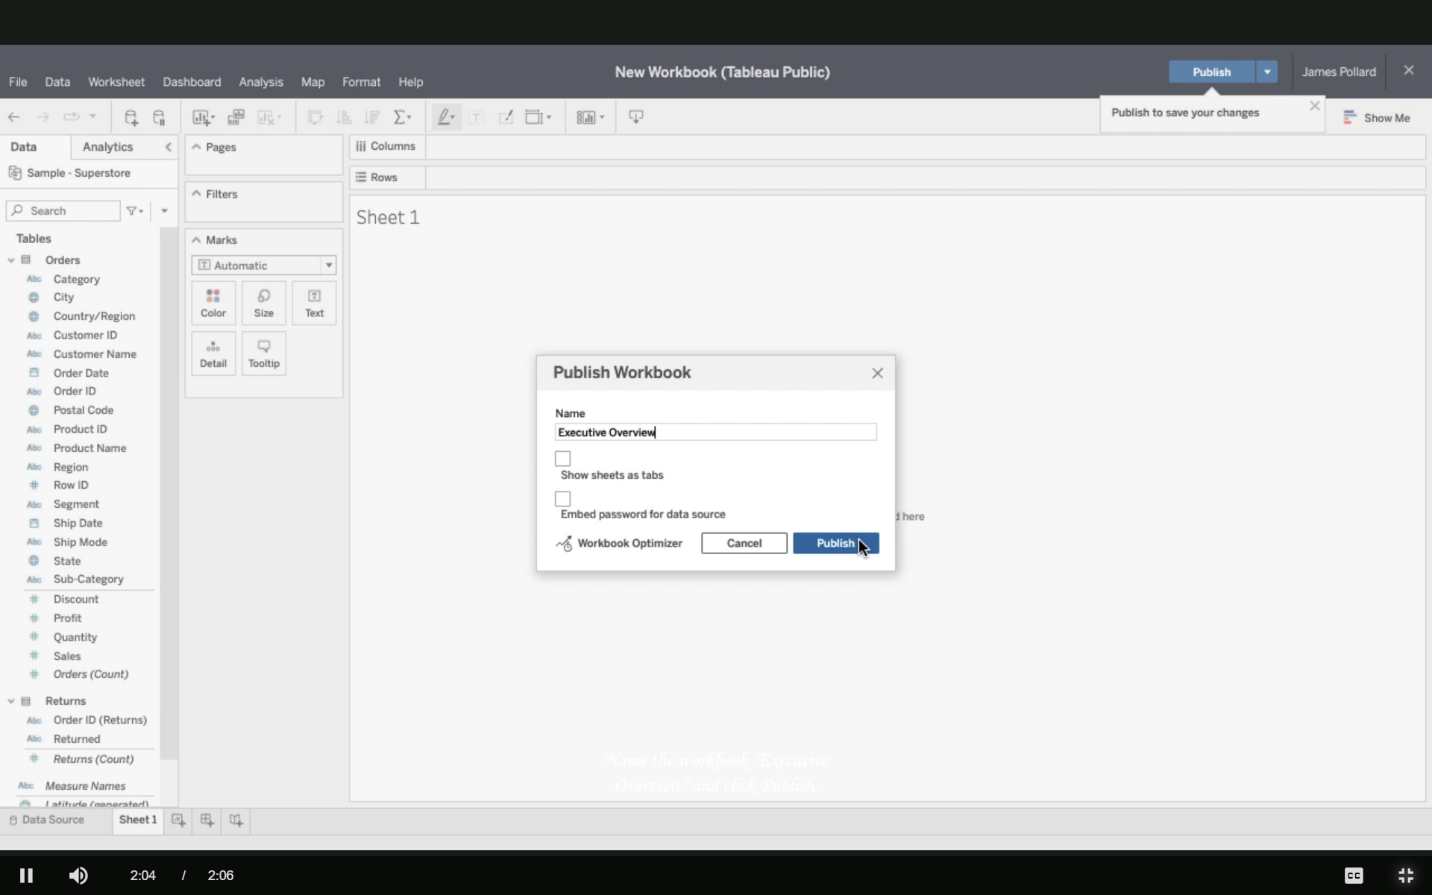 New Workbook (Tableau Public)
Publish
James Pollard
File Data Worksheet Dashboard Analysis Map Format Help
Publish to save your changes
Show Me
Data
Analytics
Pages
Columns
Sample - Superstore
Rows
Filters
Search
Sheet 1
Tables
Marks
Orders
Automatic
Category
City
Country/Region
Color
Size
Text
Customer ID
Customer Name
Detail
Tooltip
Order Date
Order ID
Postal Code
Product ID
Product Name
Region
Row ID
Segment
Ship Date
Ship Mode
State
Sub-Category
Discount
Profit
Quantity
Sales
Orders (Count)
Returns
Order ID (Returns)
Returned
Returns (Count)
Measure Names
Latitude (generated)
Publish Workbook
Name
Executive Overview
Show sheets as tabs
Embed password for data source
Workbook Optimizer
Cancel
Publish
d here
Name the workbook "Executive
Overview" and click Publish.
Data Source
Sheet 1
2:04 / 2:06
CC